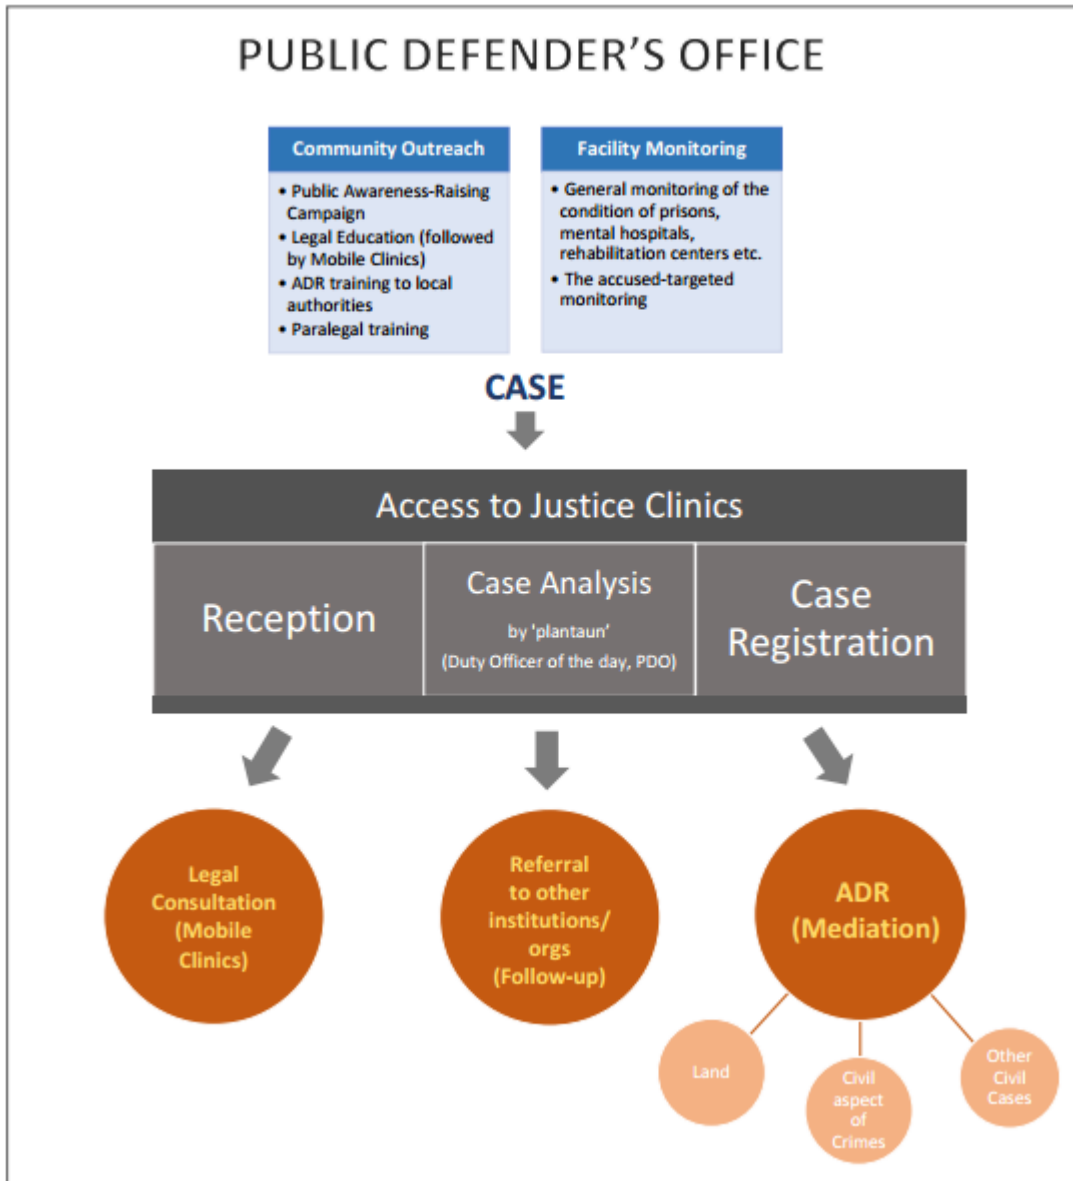 PUBLIC DEFENDER'S OFFICE
Community Outreach
• Public Awareness-Raising
Campaign
• Legal Education (followed
by Mobile Clinics)
• ADR training to local
authorities
• Paralegal training
Facility Monitoring
• General monitoring of the
condition of prisons,
mental hospitals,
rehabilitation centers etc.
• The accused-targeted
monitoring
CASE
Access to Justice Clinics
Reception
Case Analysis
by 'plantaun'
(Duty Officer of the day, PDO)
Case
Registration
Legal
Consultation
(Mobile
Clinics)
Referral
to other
institutions/
orgs
(Follow-up)
ADR
(Mediation)
Land
Civil
aspect
of
Crimes
Other
Civil
Cases